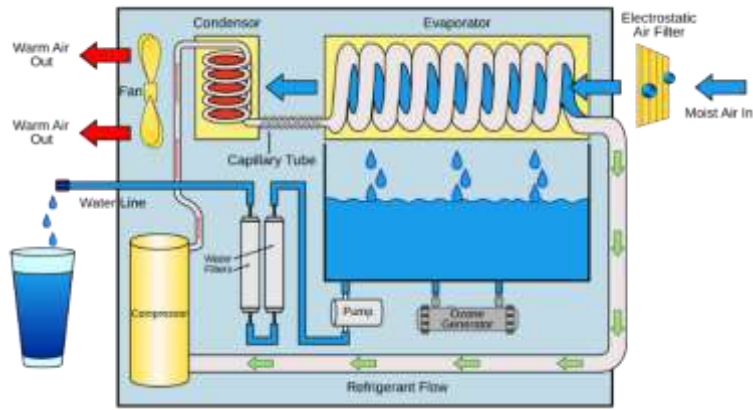 Condensor
Evaporator
Electrostatic
Air Filter
Warm Air
Out
Fan
Moist Air In
Warm Air
Out
Capillary Tube
Water Line
Water
Filters
Compressor
Pump
Ozone
Generator
Refrigerant Flow